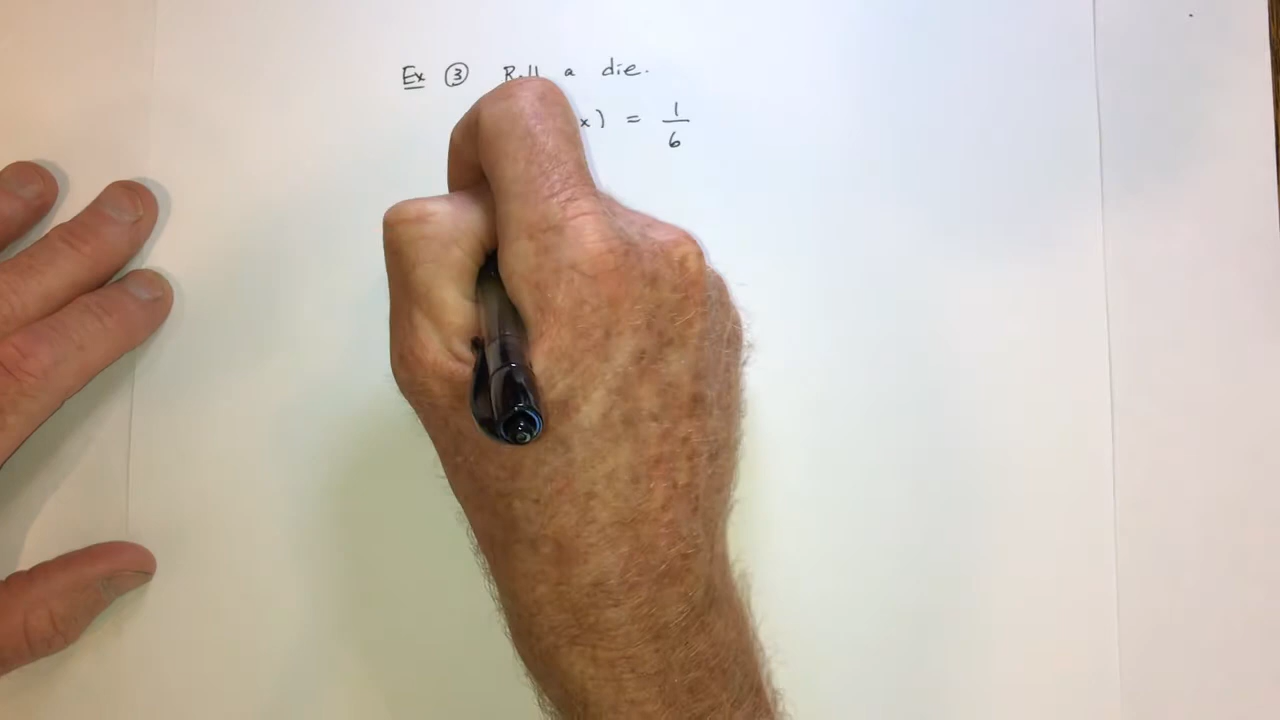 Ex ③ Roll a die.
x) = 1/6